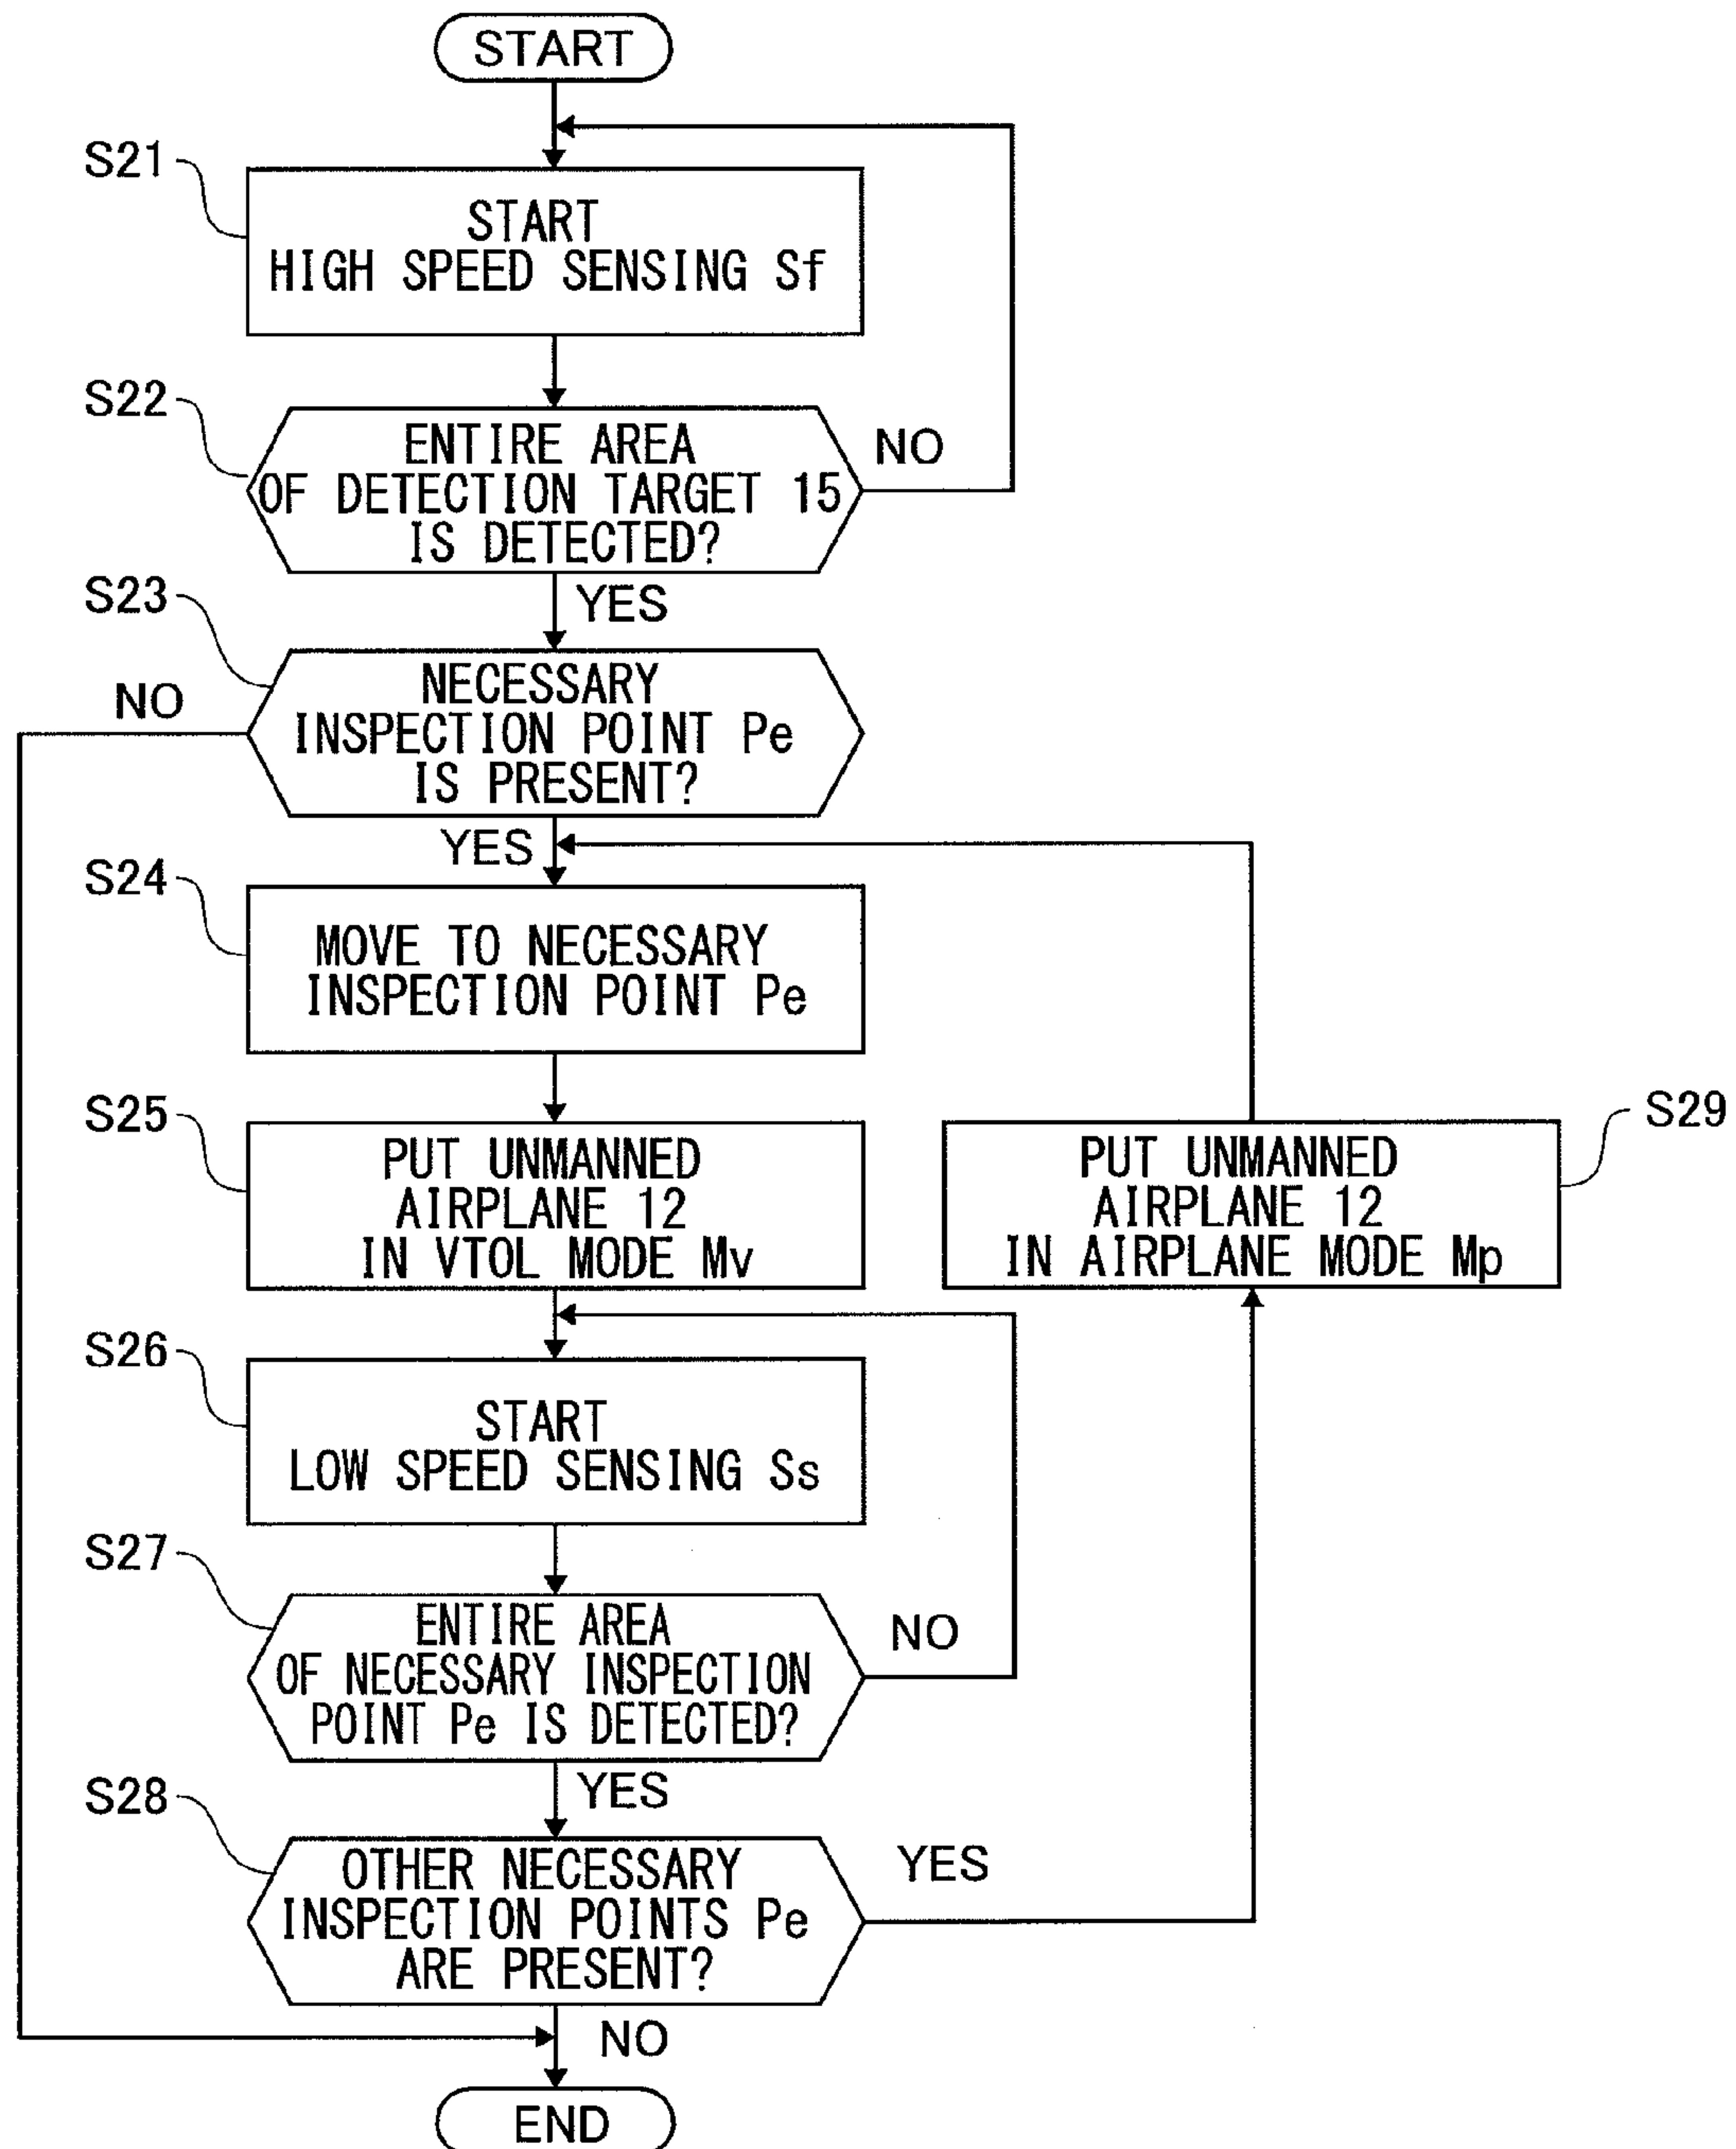 START
S21
START
HIGH SPEED SENSING Sf
S22
ENTIRE AREA
OF DETECTION TARGET 15
IS DETECTED?
NO
YES
S23
NECESSARY
INSPECTION POINT Pe
IS PRESENT?
NO
YES
S24
MOVE TO NECESSARY
INSPECTION POINT Pe
S25
PUT UNMANNED
AIRPLANE 12
IN VTOL MODE Mv
S29
PUT UNMANNED
AIRPLANE 12
IN AIRPLANE MODE Mp
S26
START
LOW SPEED SENSING Ss
S27
ENTIRE AREA
OF NECESSARY INSPECTION
POINT Pe IS DETECTED?
NO
YES
S28
OTHER NECESSARY
INSPECTION POINTS Pe
ARE PRESENT?
YES
NO
END